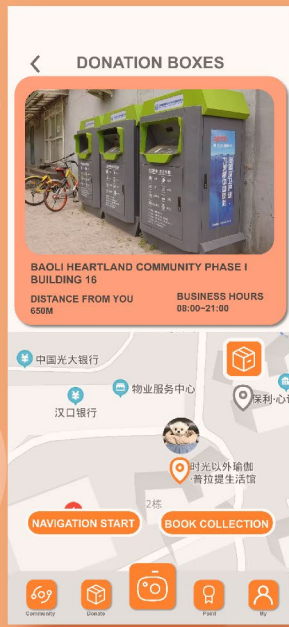 DONATION BOXES
BAOLI HEARTLAND COMMUNITY PHASE I
BUILDING 16
DISTANCE FROM YOU
650M
BUSINESS HOURS
08:00-21:00
中国光大银行
物业服务中心
汉口银行
保利·心
时光以外瑜伽
·普拉提生活馆
2栋
NAVIGATION START
BOOK COLLECTION
Community
Donate
Point
My